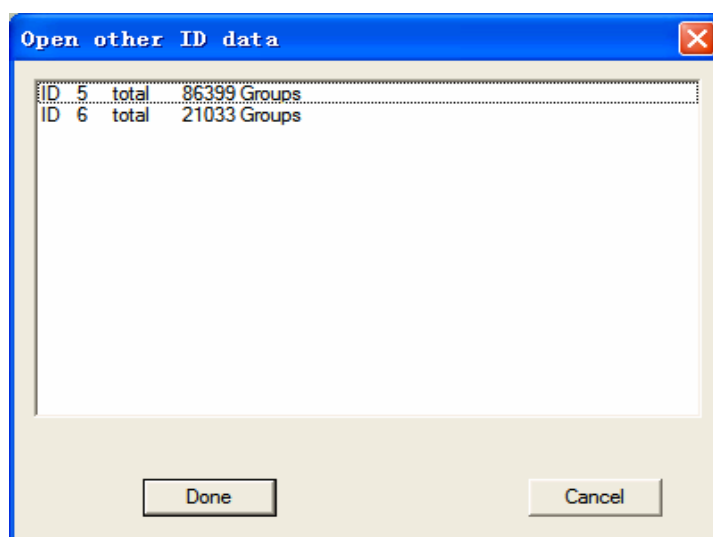 Open other ID data
ID 5 total 86399 Groups
ID 6 total 21033 Groups
Done Cancel